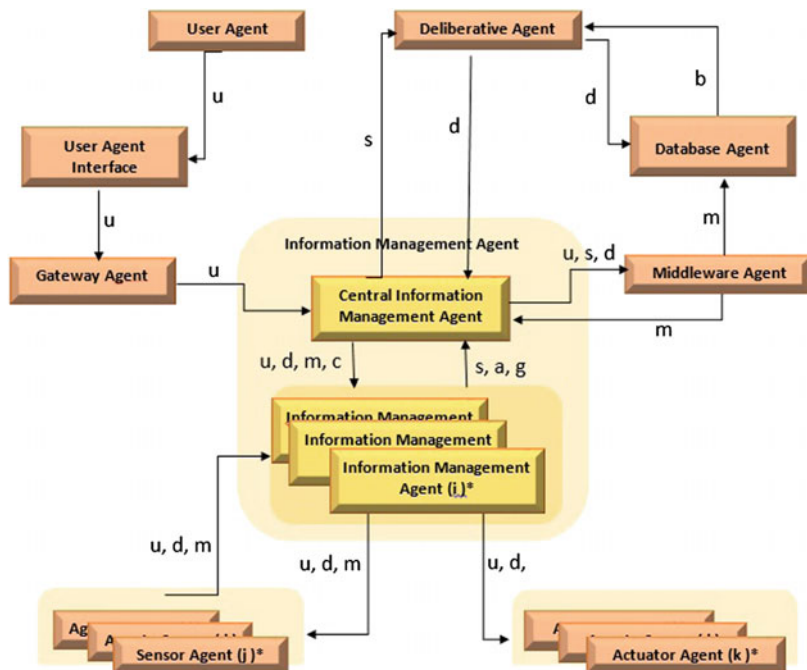 User Agent
Deliberative Agent
u
b
s
d
d
User Agent
Interface
Database Agent
u
m
Information Management Agent
Gateway Agent
u
u, s, d
Middleware Agent
Central Information
Management Agent
m
u, d, m, c
s, a, g
Information Management
Information Management
Information Management
Agent (i )*
u, d, m
u, d, m
u, d,
Sensor Agent (j )*
Actuator Agent (k )*